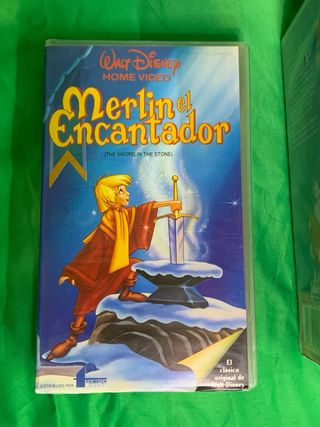 Walt Disney
HOME VIDEO
Merlin el
Encantador
(THE SWORD IN THE STONE)
El
clásico
original de
Walt Disney
DISTRIBUIDO POR